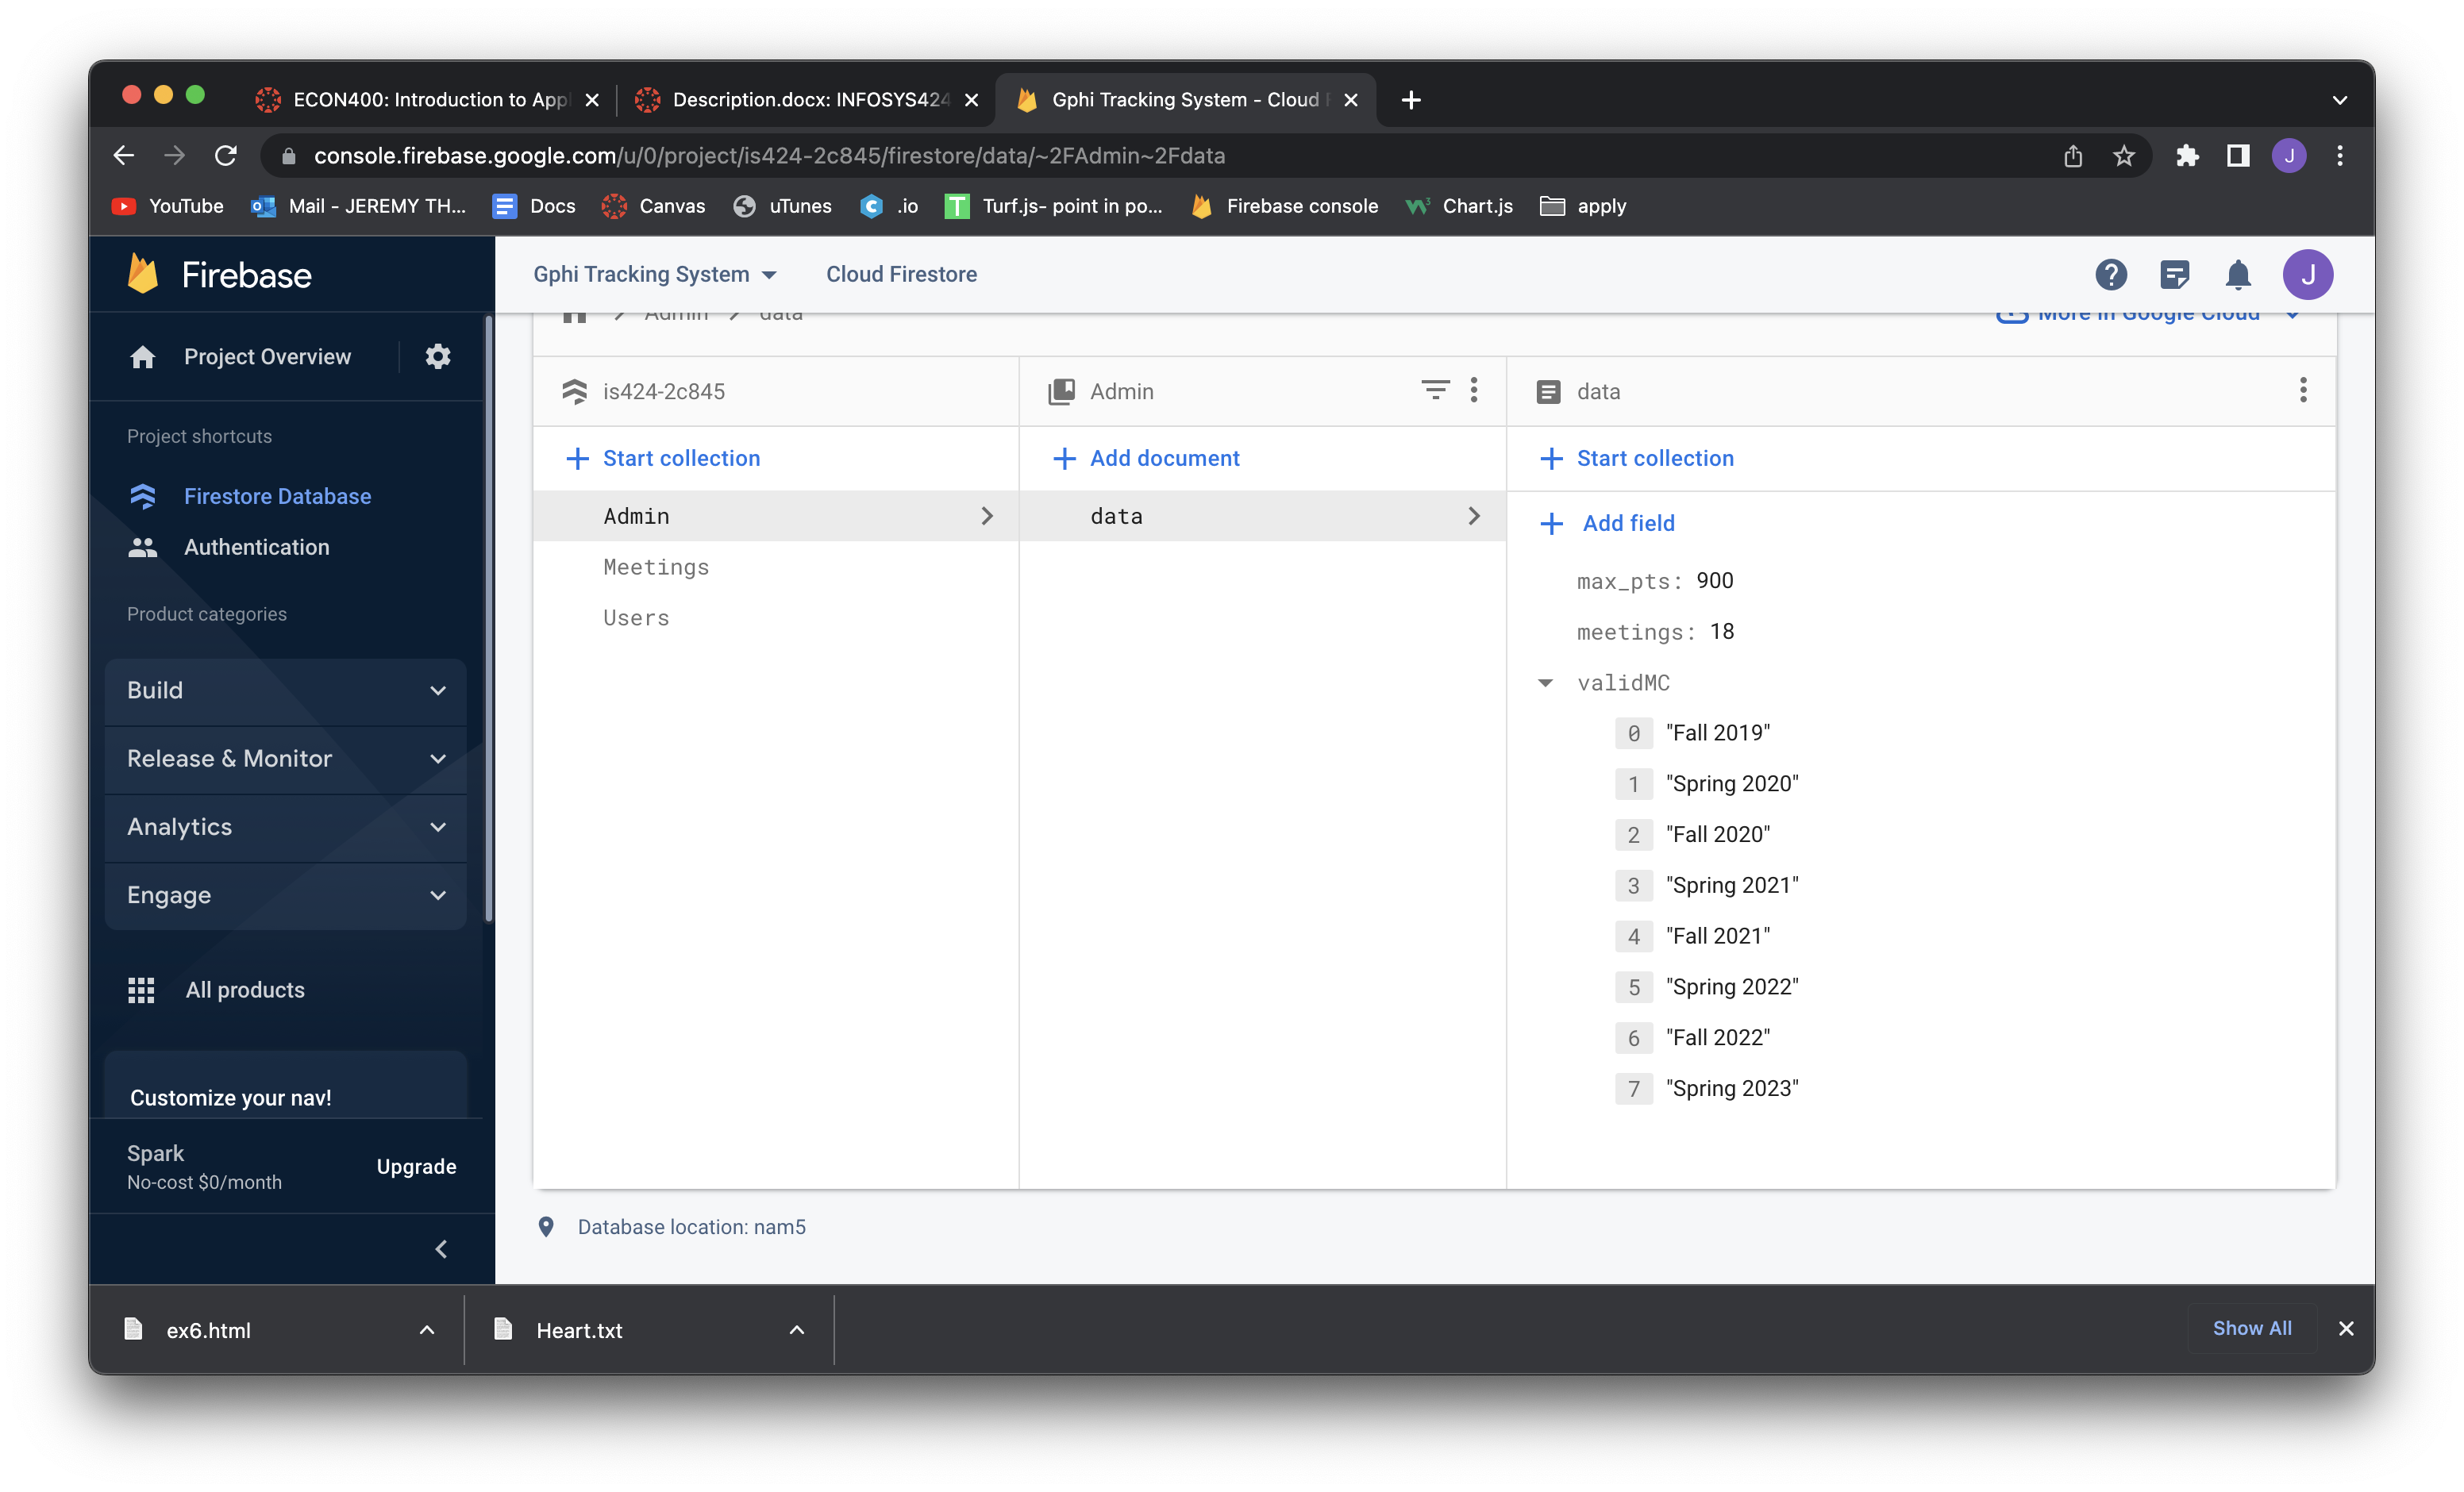 ECON400: Introduction to Appl
Description.docx: INFOSYS424
Gphi Tracking System - Cloud F
console.firebase.google.com/u/0/project/is424-2c845/firestore/data/~2FAdmin~2Fdata
J
YouTube
Mail - JEREMY TH...
Docs
Canvas
uTunes
.io
Turf.js- point in po...
Firebase console
Chart.js
apply
Firebase
Gphi Tracking System
Cloud Firestore
J
Project Overview
Project shortcuts
Firestore Database
Authentication
Product categories
Build
Release & Monitor
Analytics
Engage
All products
Customize your nav!
Spark
No-cost $0/month
Upgrade
Admin
data
More in Google Cloud
is424-2c845
Start collection
Admin
Meetings
Users
Admin
Add document
data
data
Start collection
Add field
max_pts: 900
meetings: 18
validMC
0 "Fall 2019"
1 "Spring 2020"
2 "Fall 2020"
3 "Spring 2021"
4 "Fall 2021"
5 "Spring 2022"
6 "Fall 2022"
7 "Spring 2023"
Database location: nam5
ex6.html
Heart.txt
Show All